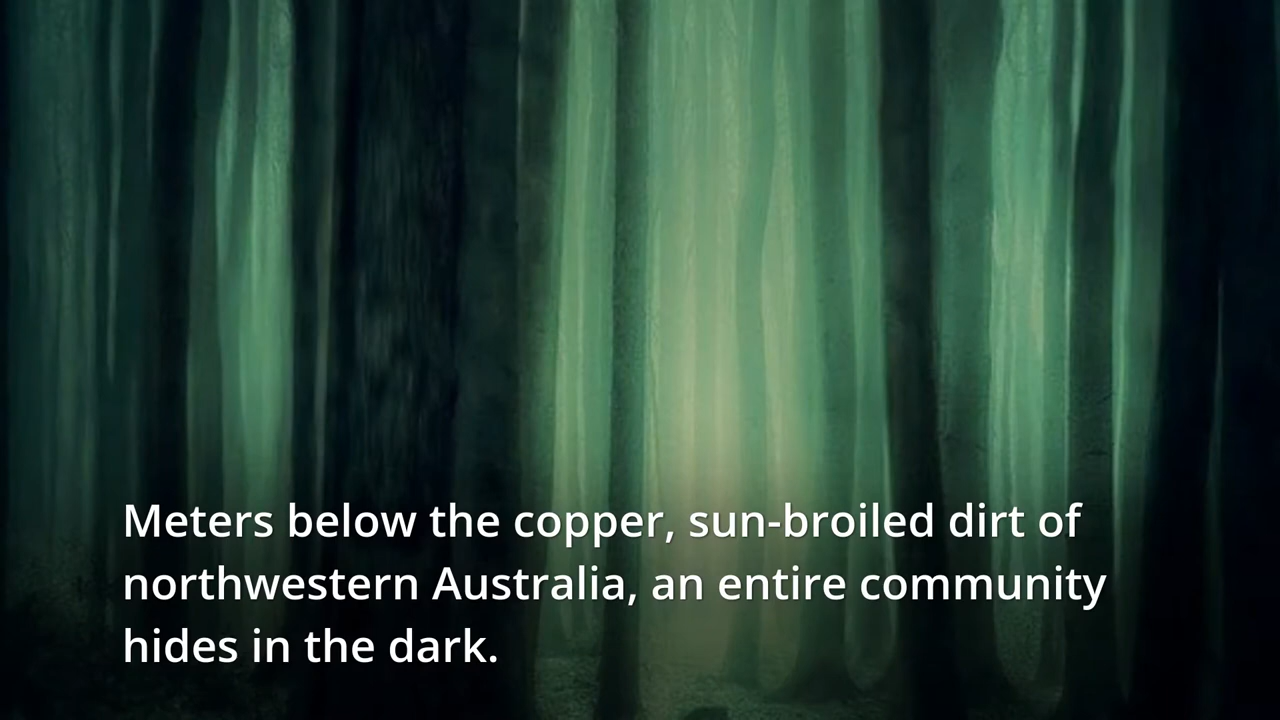 Meters below the copper, sun-broiled dirt of
northwestern Australia, an entire community
hides in the dark.